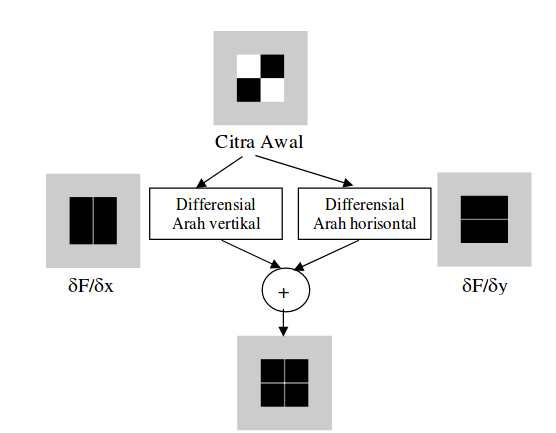 Citra Awal
Differensial
Arah vertikal
Differensial
Arah horisontal
δF/δx
δF/δy
+